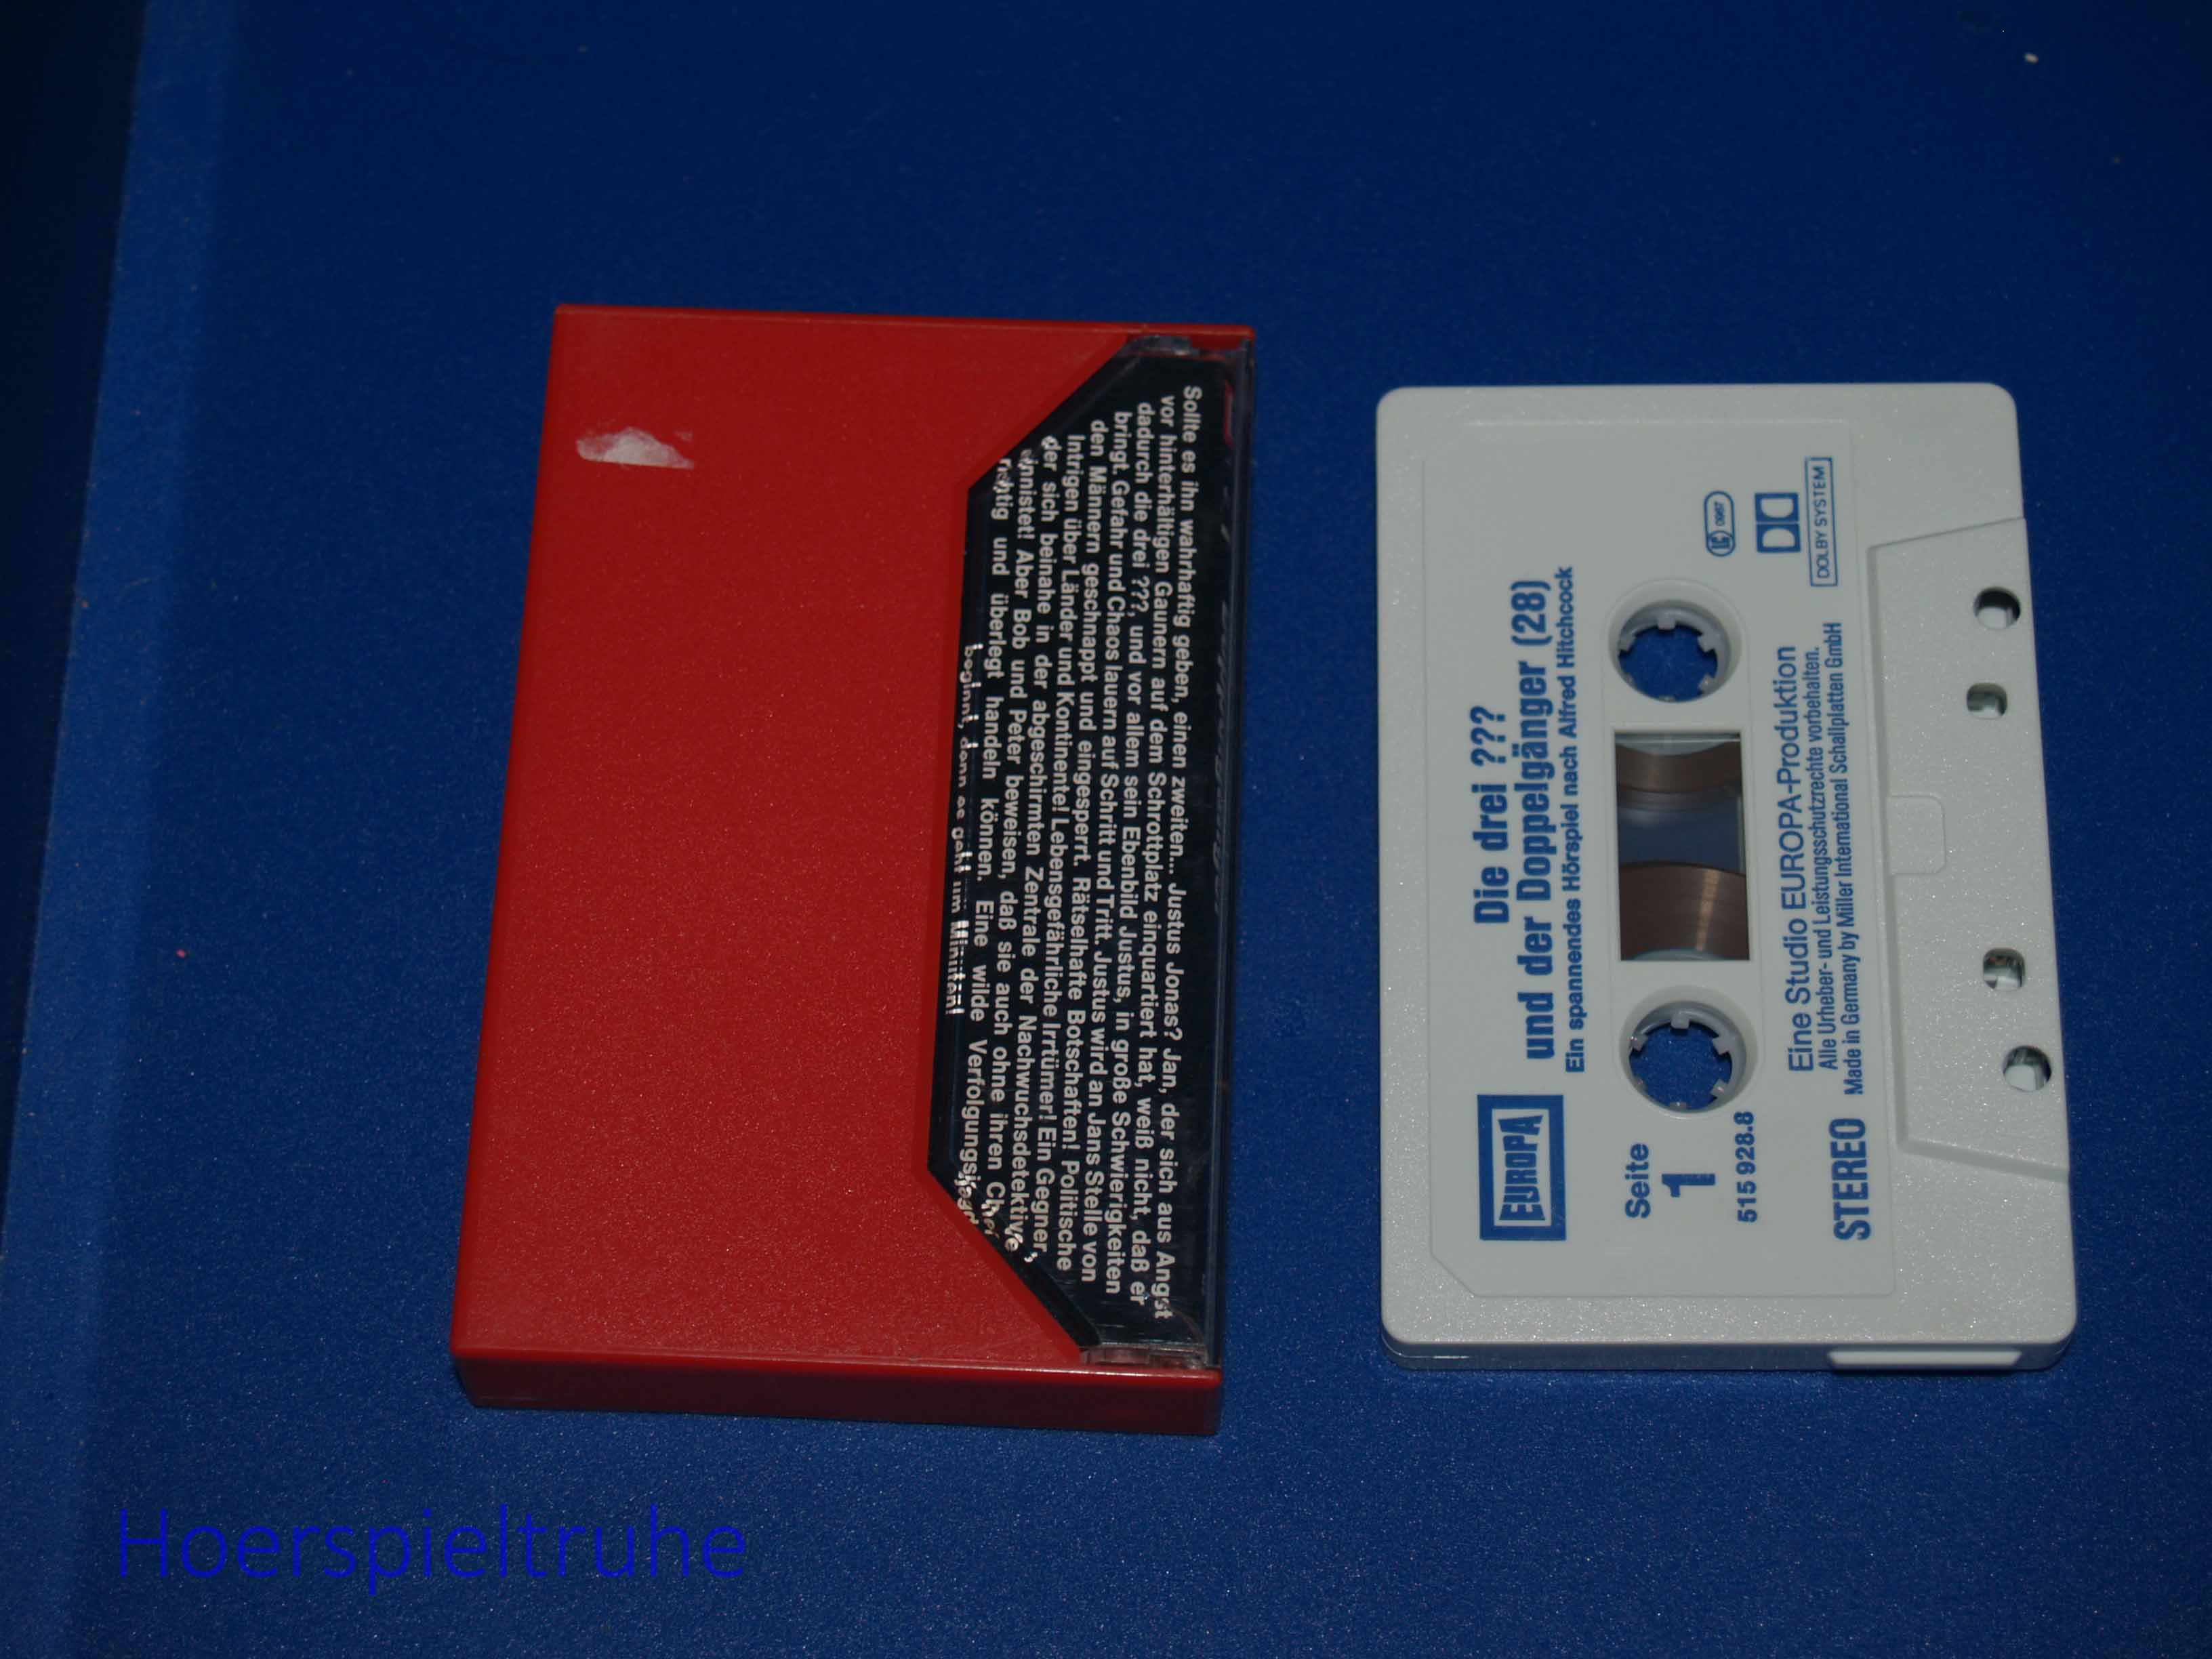 Sollte es ihn wahrhaftig geben, einen zweiten... Justus Jonas? Jan, der sich aus Angst
vor hinterhältigen Gaunern auf dem Schrottplatz einquartiert hat, weiß nicht, daß er
dadurch die drei ???, und vor allem sein Ebenbild Justus, in große Schwierigkeiten
bringt. Gefahr und Chaos lauern auf Schritt und Tritt. Justus wird an Jans Stelle von
den Männern geschnappt und eingesperrt. Rätselhafte Botschaften! Politische
Intrigen über Länder und Kontinente! Lebensgefährliche Irrtümer! Ein Gegner,
der sich beinahe in der abgeschirmten Zentrale der Nachwuchsdetektive
einnistet! Aber Bob und Peter beweisen, daß sie auch ohne ihren Chef
richtig und überlegt handeln können. Eine wilde Verfolgungsjagd
beginnt, denn es geht um Minuten!
Die drei ???
und der Doppelgänger (28)
Ein spannendes Hörspiel nach Alfred Hitchcock
EUROPA
Seite
1
515 928.8
STEREO
LC 0967
DOLBY SYSTEM
Eine Studio EUROPA-Produktion
Alle Urheber- und Leistungsschutzrechte vorbehalten.
Made in Germany by Miller International Schallplatten GmbH
Hoerspieltruhe